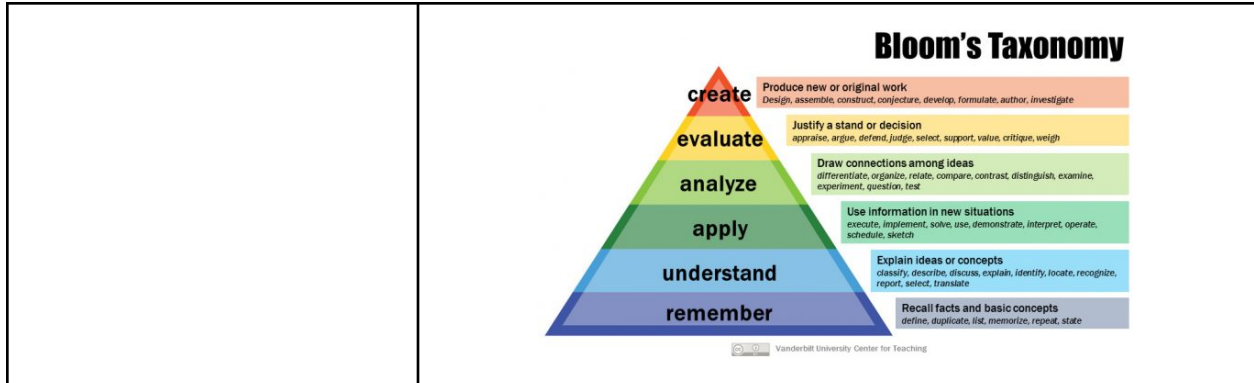 Bloom's Taxonomy
create
Produce new or original work
Design, assemble, construct, conjecture, develop, formulate, author, investigate
evaluate
Justify a stand or decision
appraise, argue, defend, judge, select, support, value, critique, weigh
analyze
Draw connections among ideas
differentiate, organize, relate, compare, contrast, distinguish, examine,
experiment, question, test
apply
Use information in new situations
execute, implement, solve, use, demonstrate, interpret, operate,
schedule, sketch
understand
Explain ideas or concepts
classify, describe, discuss, explain, identify, locate, recognize,
report, select, translate
remember
Recall facts and basic concepts
define, duplicate, list, memorize, repeat, state
Vanderbilt University Center for Teaching